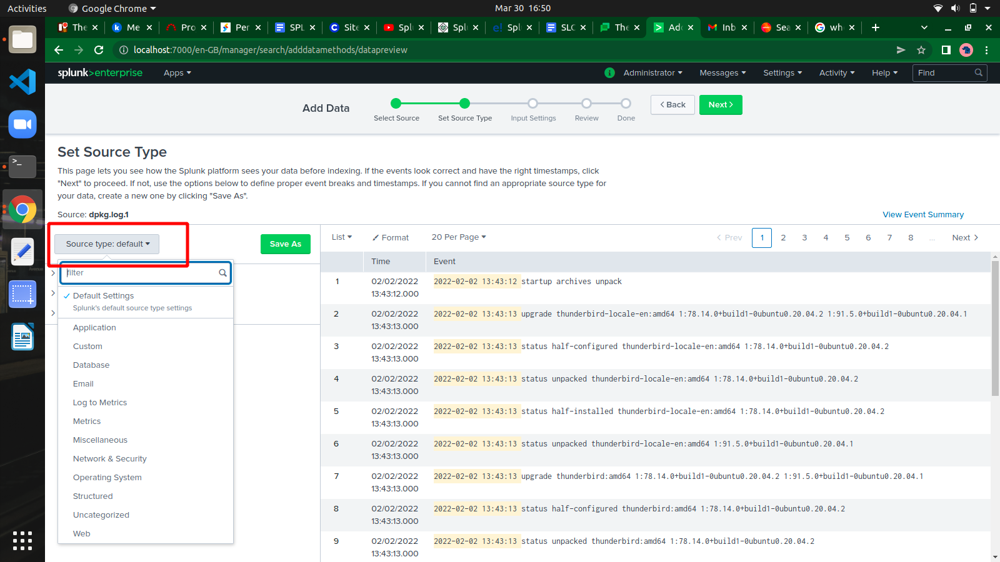 Activities Google Chrome Mar 30 16:50
The Me Pro Per SPL Site Splu Splu Splu SLO The Add Inb Sea who
localhost:7000/en-GB/manager/search/adddatamethods/datapreview
splunk>enterprise Apps i Administrator Messages Settings Activity Help Find
Add Data
Select Source Set Source Type Input Settings Review Done
< Back Next >
Set Source Type
This page lets you see how the Splunk platform sees your data before indexing. If the events look correct and have the right timestamps, click
"Next" to proceed. If not, use the options below to define proper event breaks and timestamps. If you cannot find an appropriate source type for
your data, create a new one by clicking "Save As".
Source: dpkg.log.1
View Event Summary
Source type: default Save As
filter
Default Settings
Splunk's default source type settings
Application
Custom
Database
Email
Log to Metrics
Metrics
Miscellaneous
Network & Security
Operating System
Structured
Uncategorized
Web
List Format 20 Per Page < Prev 1 2 3 4 5 6 7 8 ... Next >
Time Event
1 02/02/2022 2022-02-02 13:43:12 startup archives unpack
13:43:12.000
2 02/02/2022 2022-02-02 13:43:13 upgrade thunderbird-locale-en:amd64 1:78.14.0+build1-0ubuntu0.20.04.2 1:91.5.0+build1-0ubuntu0.20.04.1
13:43:13.000
3 02/02/2022 2022-02-02 13:43:13 status half-configured thunderbird-locale-en:amd64 1:78.14.0+build1-0ubuntu0.20.04.2
13:43:13.000
4 02/02/2022 2022-02-02 13:43:13 status unpacked thunderbird-locale-en:amd64 1:78.14.0+build1-0ubuntu0.20.04.2
13:43:13.000
5 02/02/2022 2022-02-02 13:43:13 status half-installed thunderbird-locale-en:amd64 1:78.14.0+build1-0ubuntu0.20.04.2
13:43:13.000
6 02/02/2022 2022-02-02 13:43:13 status unpacked thunderbird-locale-en:amd64 1:91.5.0+build1-0ubuntu0.20.04.1
13:43:13.000
7 02/02/2022 2022-02-02 13:43:13 upgrade thunderbird:amd64 1:78.14.0+build1-0ubuntu0.20.04.2 1:91.5.0+build1-0ubuntu0.20.04.1
13:43:13.000
8 02/02/2022 2022-02-02 13:43:13 status half-configured thunderbird:amd64 1:78.14.0+build1-0ubuntu0.20.04.2
13:43:13.000
9 02/02/2022 2022-02-02 13:43:13 status unpacked thunderbird:amd64 1:78.14.0+build1-0ubuntu0.20.04.2
13:43:13.000